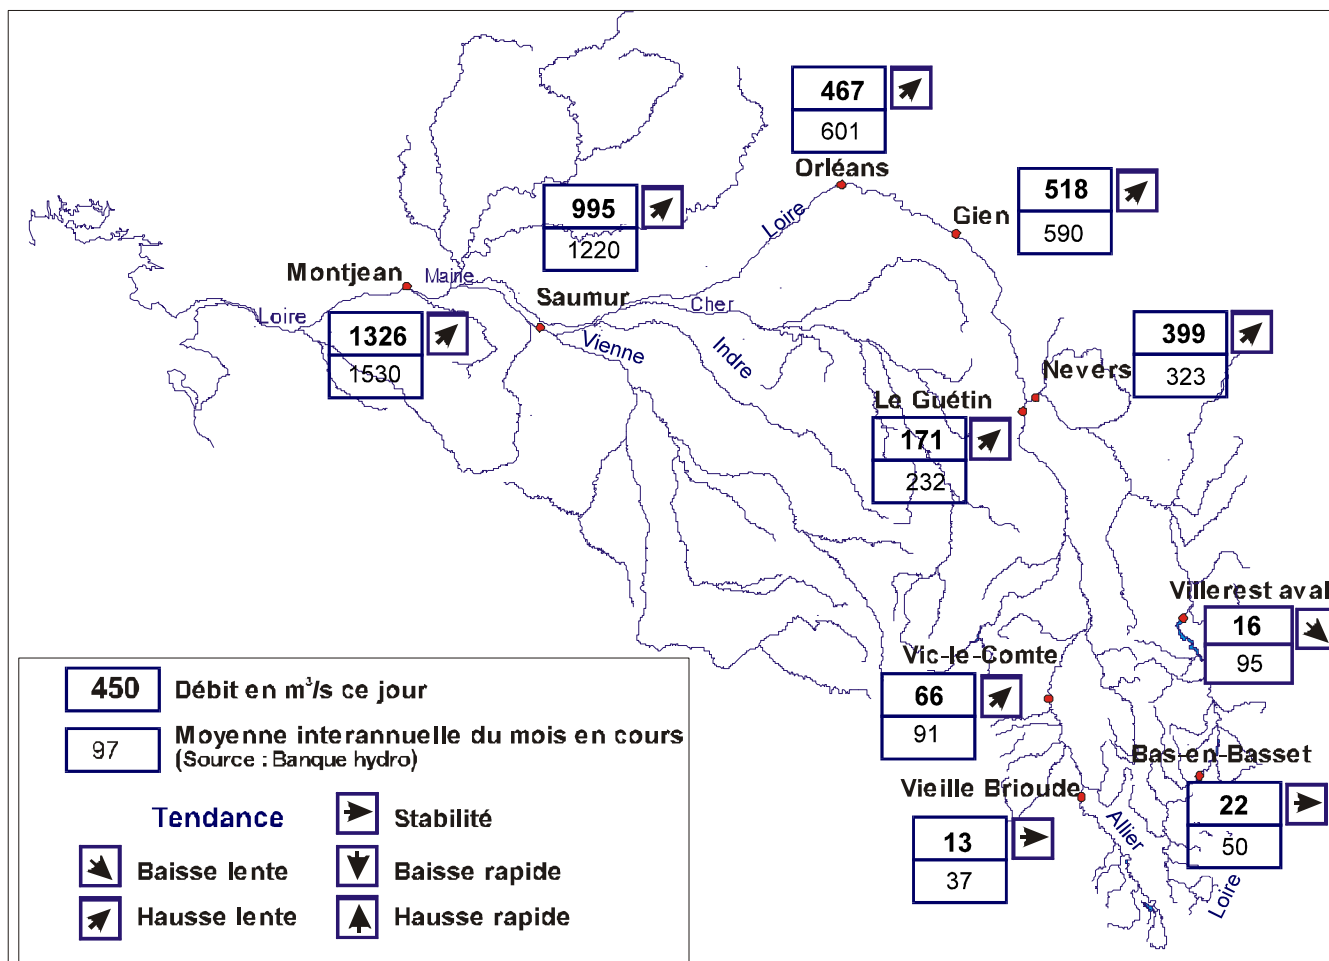 467
601
Orléans
518
590
Gien
995
1220
Loire
Montjean
Maine
Saumur
Cher
Loire
1326
1530
Vienne
Indre
399
323
Nevers
Le Guétin
171
232
Villerest aval
16
95
Vic-le-Comte
66
91
Bas-en-Basset
22
50
Vieille Brioude
13
37
Allier
Loire
450 Débit en m³/s ce jour
97 Moyenne interannuelle du mois en cours
(Source : Banque hydro)
Tendance
Stabilité
Baisse lente
Baisse rapide
Hausse lente
Hausse rapide